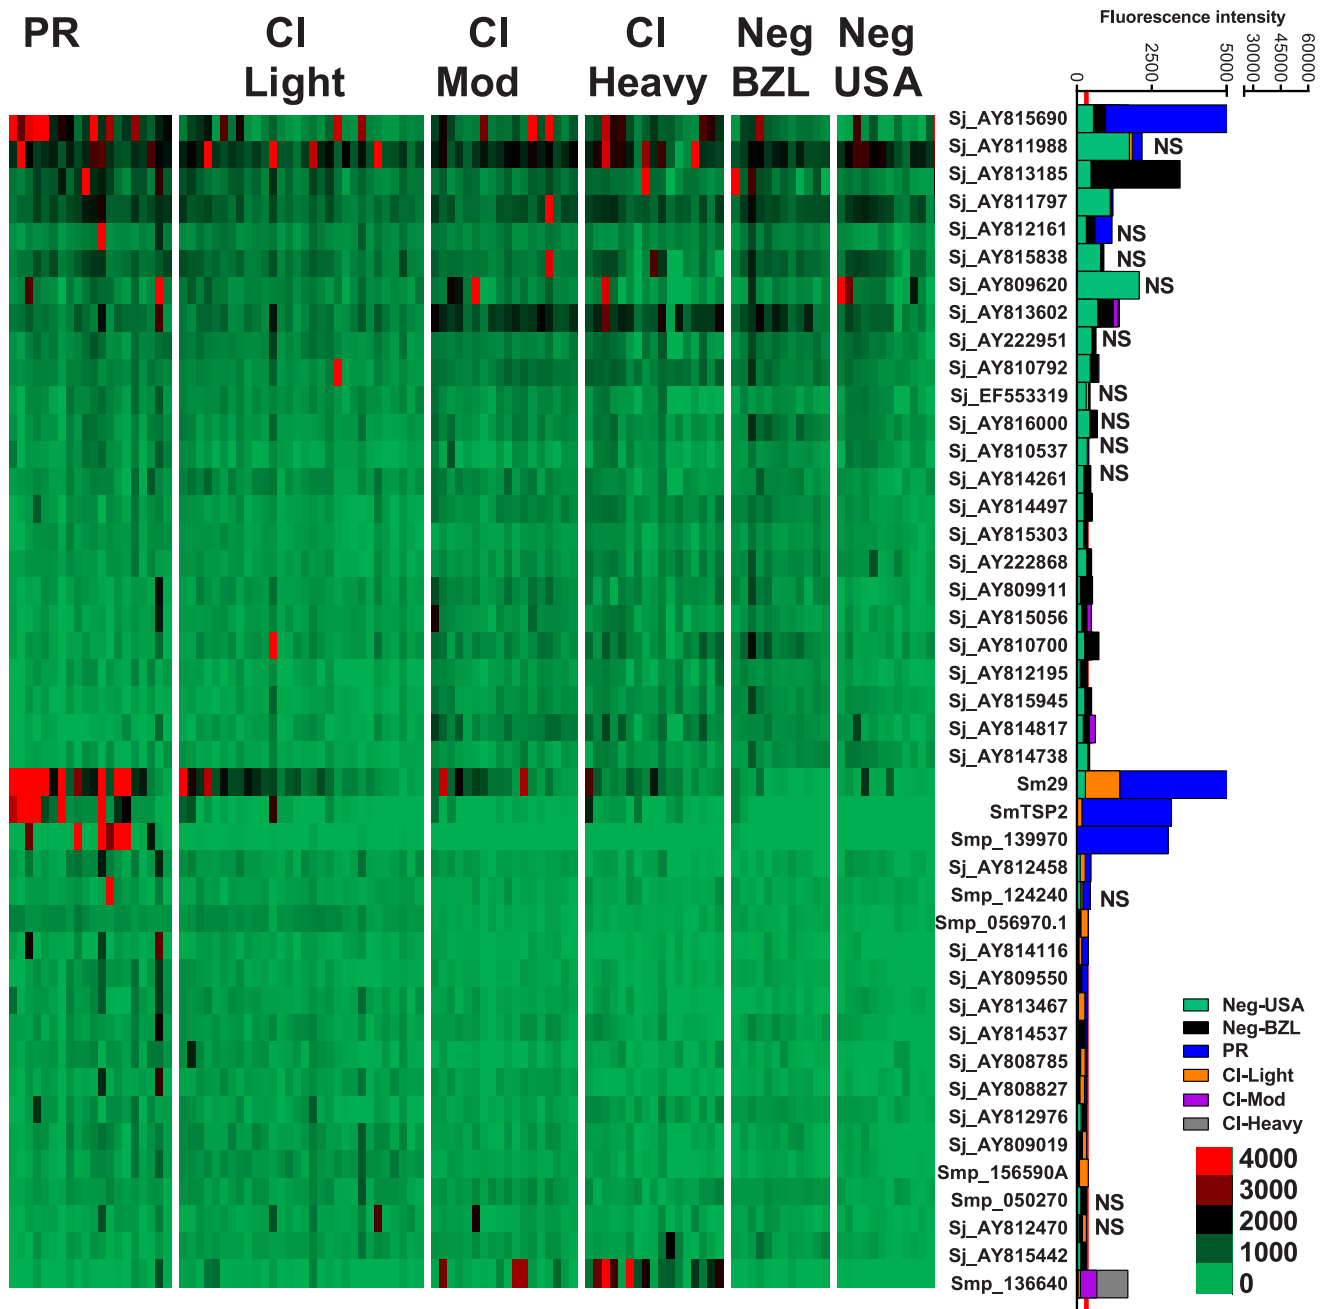 PR CI CI CI Neg Neg
Light Mod Heavy BZL USA
Fluorescence intensity
0 2500 5000 30000 45000 60000
Sj_AY815690
Sj_AY811988 NS
Sj_AY813185
Sj_AY811797
Sj_AY812161 NS
Sj_AY815838 NS
Sj_AY809620 NS
Sj_AY813602
Sj_AY222951 NS
Sj_AY810792
Sj_EF553319 NS
Sj_AY816000 NS
Sj_AY810537 NS
Sj_AY814261 NS
Sj_AY814497
Sj_AY815303
Sj_AY222868
Sj_AY809911
Sj_AY815056
Sj_AY810700
Sj_AY812195
Sj_AY815945
Sj_AY814817
Sj_AY814738
Sm29
SmTSP2
Smp_139970
Sj_AY812458
Smp_124240 NS
Smp_056970.1
Sj_AY814116
Sj_AY809550
Sj_AY813467
Sj_AY814537
Sj_AY808785
Sj_AY808827
Sj_AY812976
Sj_AY809019
Smp_156590A
Smp_050270 NS
Sj_AY812470 NS
Sj_AY815442
Smp_136640
Neg-USA
Neg-BZL
PR
CI-Light
CI-Mod
CI-Heavy
4000
3000
2000
1000
0